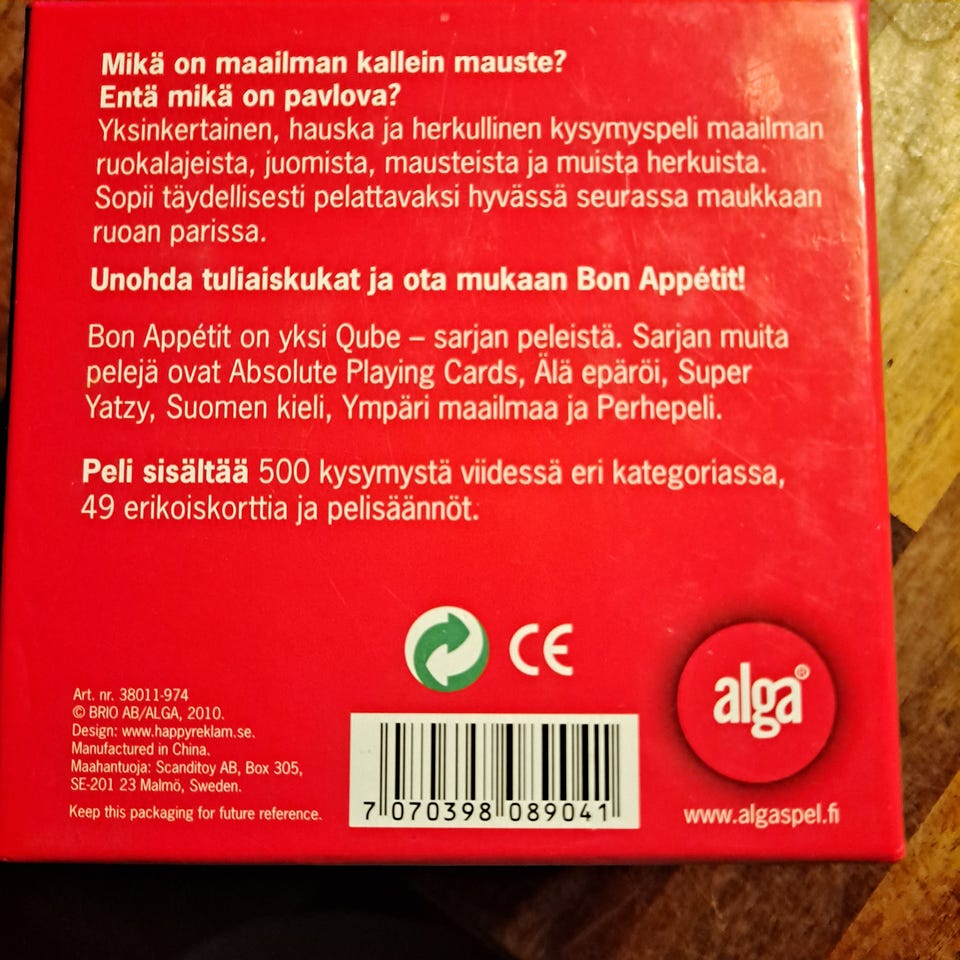 Mikä on maailman kallein mauste?
Entä mikä on pavlova?
Yksinkertainen, hauska ja herkullinen kysymyspeli maailman
ruokalajeista, juomista, mausteista ja muista herkuista.
Sopii täydellisesti pelattavaksi hyvässä seurassa maukkaan
ruoan parissa.
Unohda tuliaiskukat ja ota mukaan Bon Appétit!
Bon Appétit on yksi Qube – sarjan peleistä. Sarjan muita
pelejä ovat Absolute Playing Cards, Älä epäröi, Super
Yatzy, Suomen kieli, Ympäri maailmaa ja Perhepeli.
Peli sisältää 500 kysymystä viidessä eri kategoriassa,
49 erikoiskorttia ja pelisäännöt.
CE
alga®
Art. nr. 38011-974
© BRIO AB/ALGA, 2010.
Design: www.happyreklam.se.
Manufactured in China.
Maahantuoja: Scanditoy AB, Box 305,
SE-201 23 Malmö, Sweden.
Keep this packaging for future reference.
7 070398 089041
www.algaspel.fi